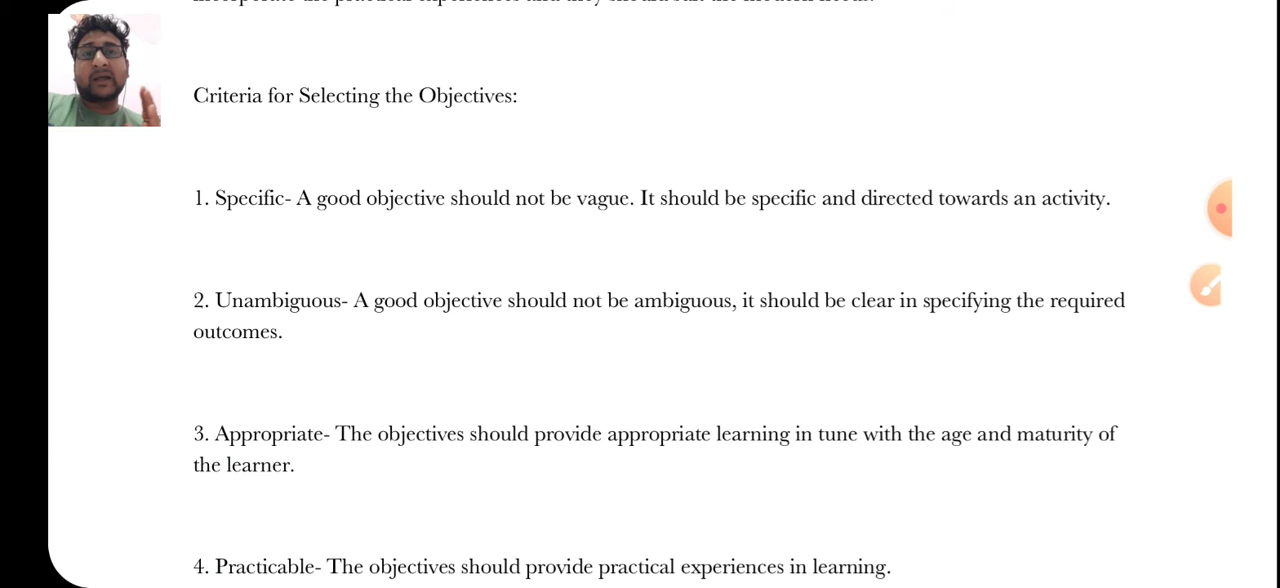 Criteria for Selecting the Objectives:
1. Specific- A good objective should not be vague. It should be specific and directed towards an activity.
2. Unambiguous- A good objective should not be ambiguous, it should be clear in specifying the required
outcomes.
3. Appropriate- The objectives should provide appropriate learning in tune with the age and maturity of
the learner.
4. Practicable- The objectives should provide practical experiences in learning.